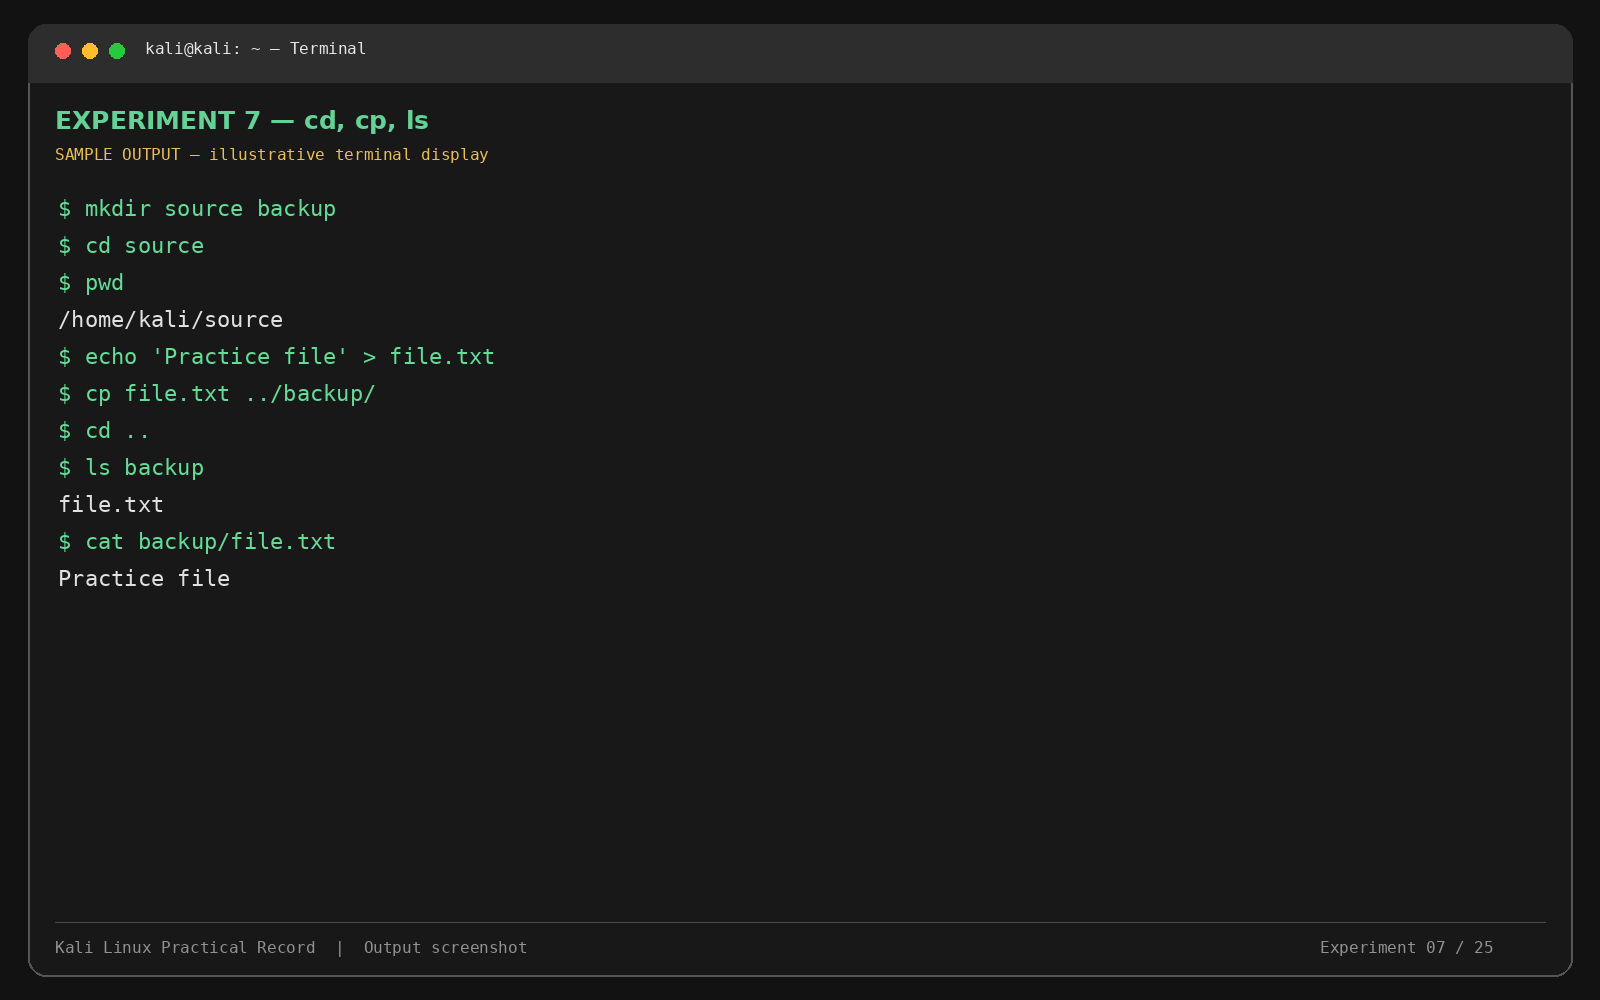 kali@kali: ~ — Terminal
EXPERIMENT 7 — cd, cp, ls
SAMPLE OUTPUT — illustrative terminal display
$ mkdir source backup
$ cd source
$ pwd
/home/kali/source
$ echo 'Practice file' > file.txt
$ cp file.txt ../backup/
$ cd ..
$ ls backup
file.txt
$ cat backup/file.txt
Practice file
Kali Linux Practical Record | Output screenshot
Experiment 07 / 25